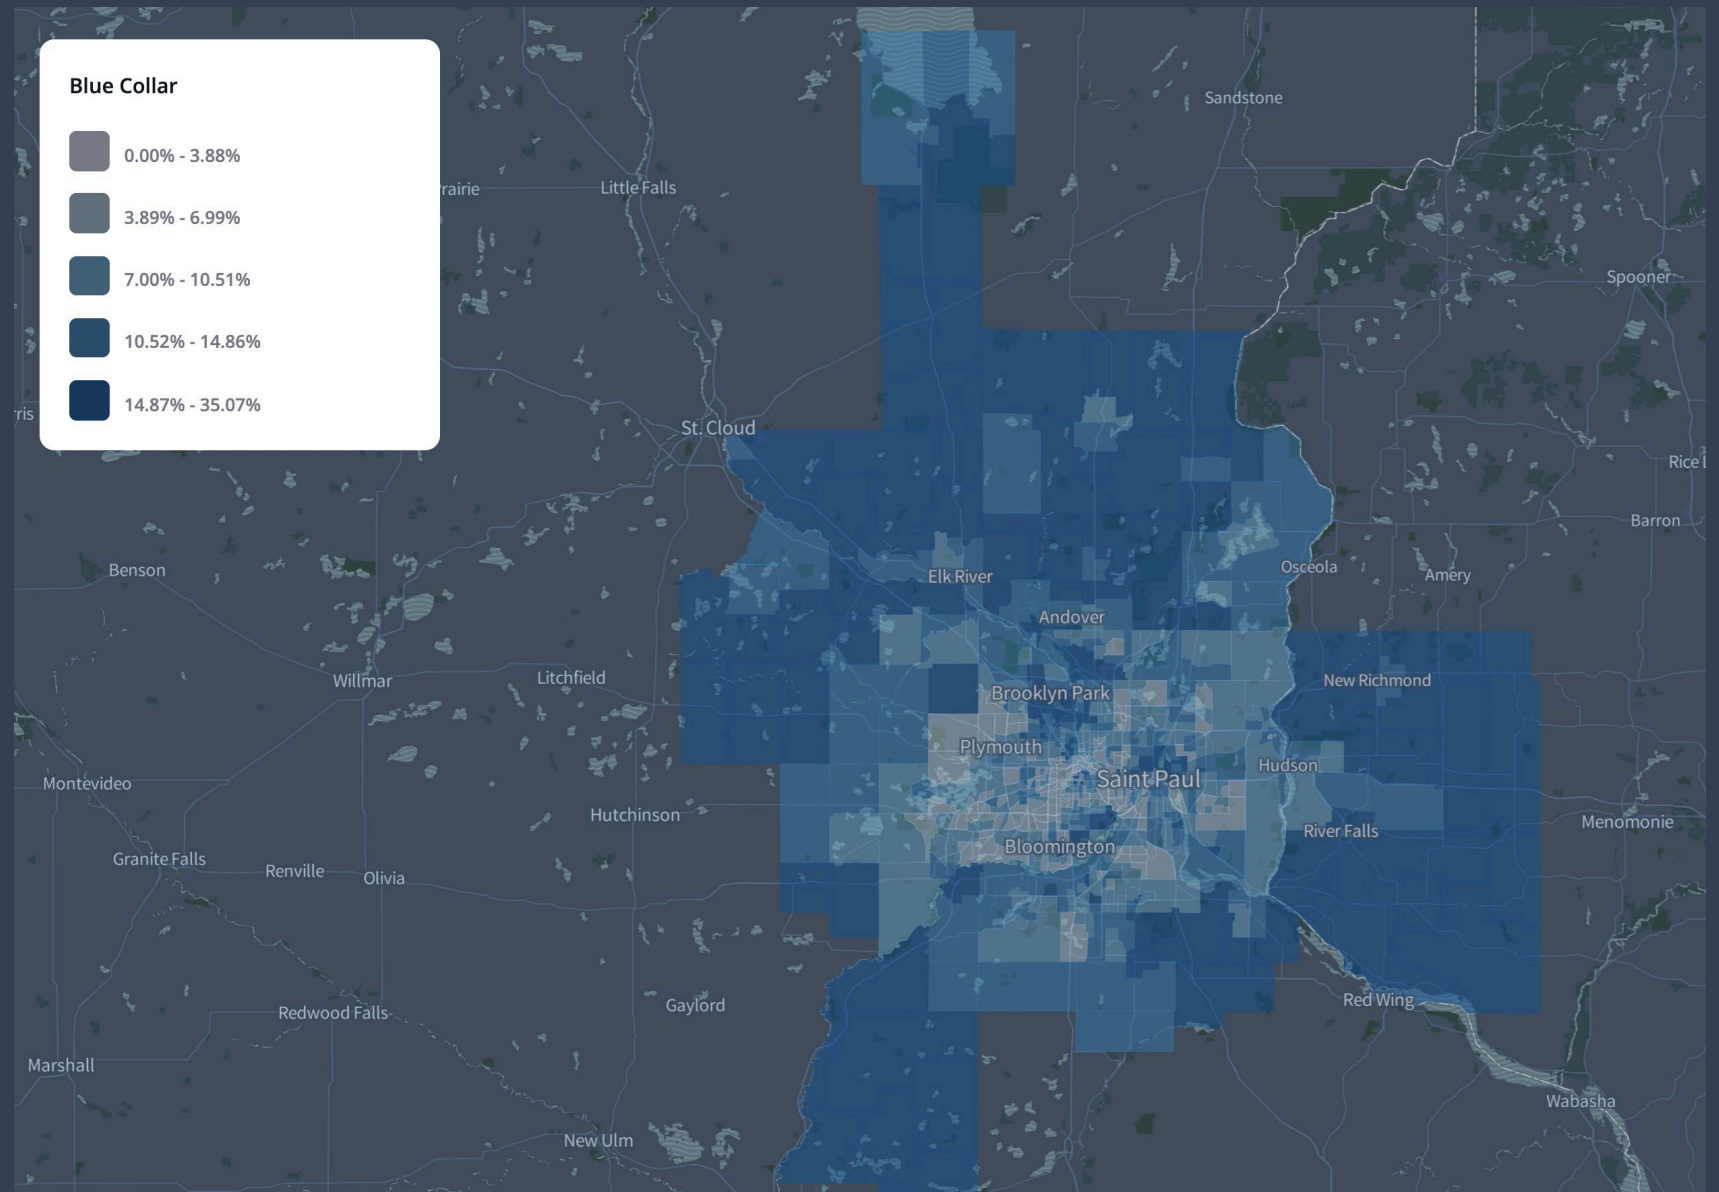 Blue Collar
0.00% - 3.88%
3.89% - 6.99%
7.00% - 10.51%
10.52% - 14.86%
14.87% - 35.07%
Sandstone
Little Falls
Spooner
St. Cloud
Barron
Benson
Elk River
Osceola
Amery
Andover
Willmar
Litchfield
New Richmond
Brooklyn Park
Plymouth
Hudson
Saint Paul
Montevideo
Hutchinson
Menomonie
River Falls
Bloomington
Granite Falls
Renville
Olivia
Red Wing
Gaylord
Redwood Falls
Marshall
Wabasha
New Ulm